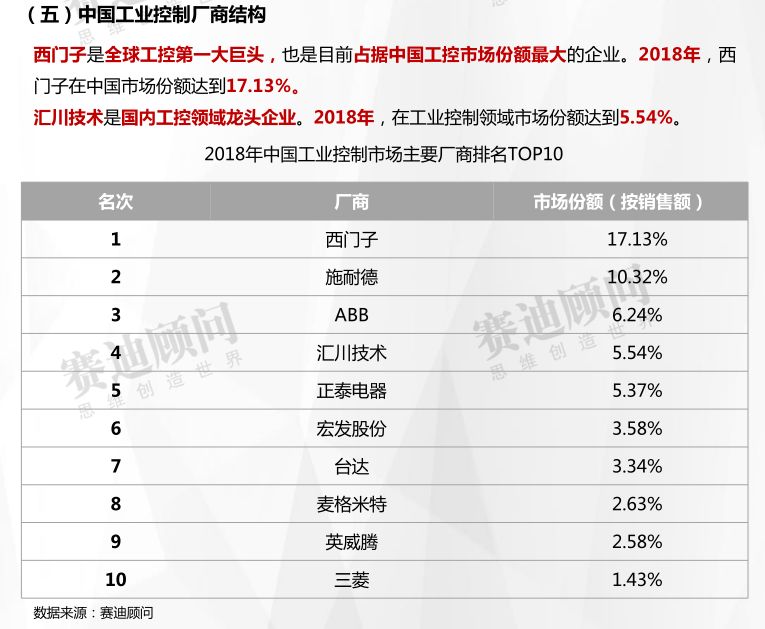 （五）中国工业控制厂商结构
西门子是全球工控第一大巨头，也是目前占据中国工控市场份额最大的企业。2018年，西
门子在中国市场份额达到17.13%。
汇川技术是国内工控领域龙头企业。2018年，在工业控制领域市场份额达到5.54%。
2018年中国工业控制市场主要厂商排名TOP10
名次 厂商 市场份额（按销售额）
1 西门子 17.13%
2 施耐德 10.32%
3 ABB 6.24%
4 汇川技术 5.54%
5 正泰电器 5.37%
6 宏发股份 3.58%
7 台达 3.34%
8 麦格米特 2.63%
9 英威腾 2.58%
10 三菱 1.43%
数据来源：赛迪顾问
赛迪顾问
思维创造世界
赛迪顾问
思维创造世界